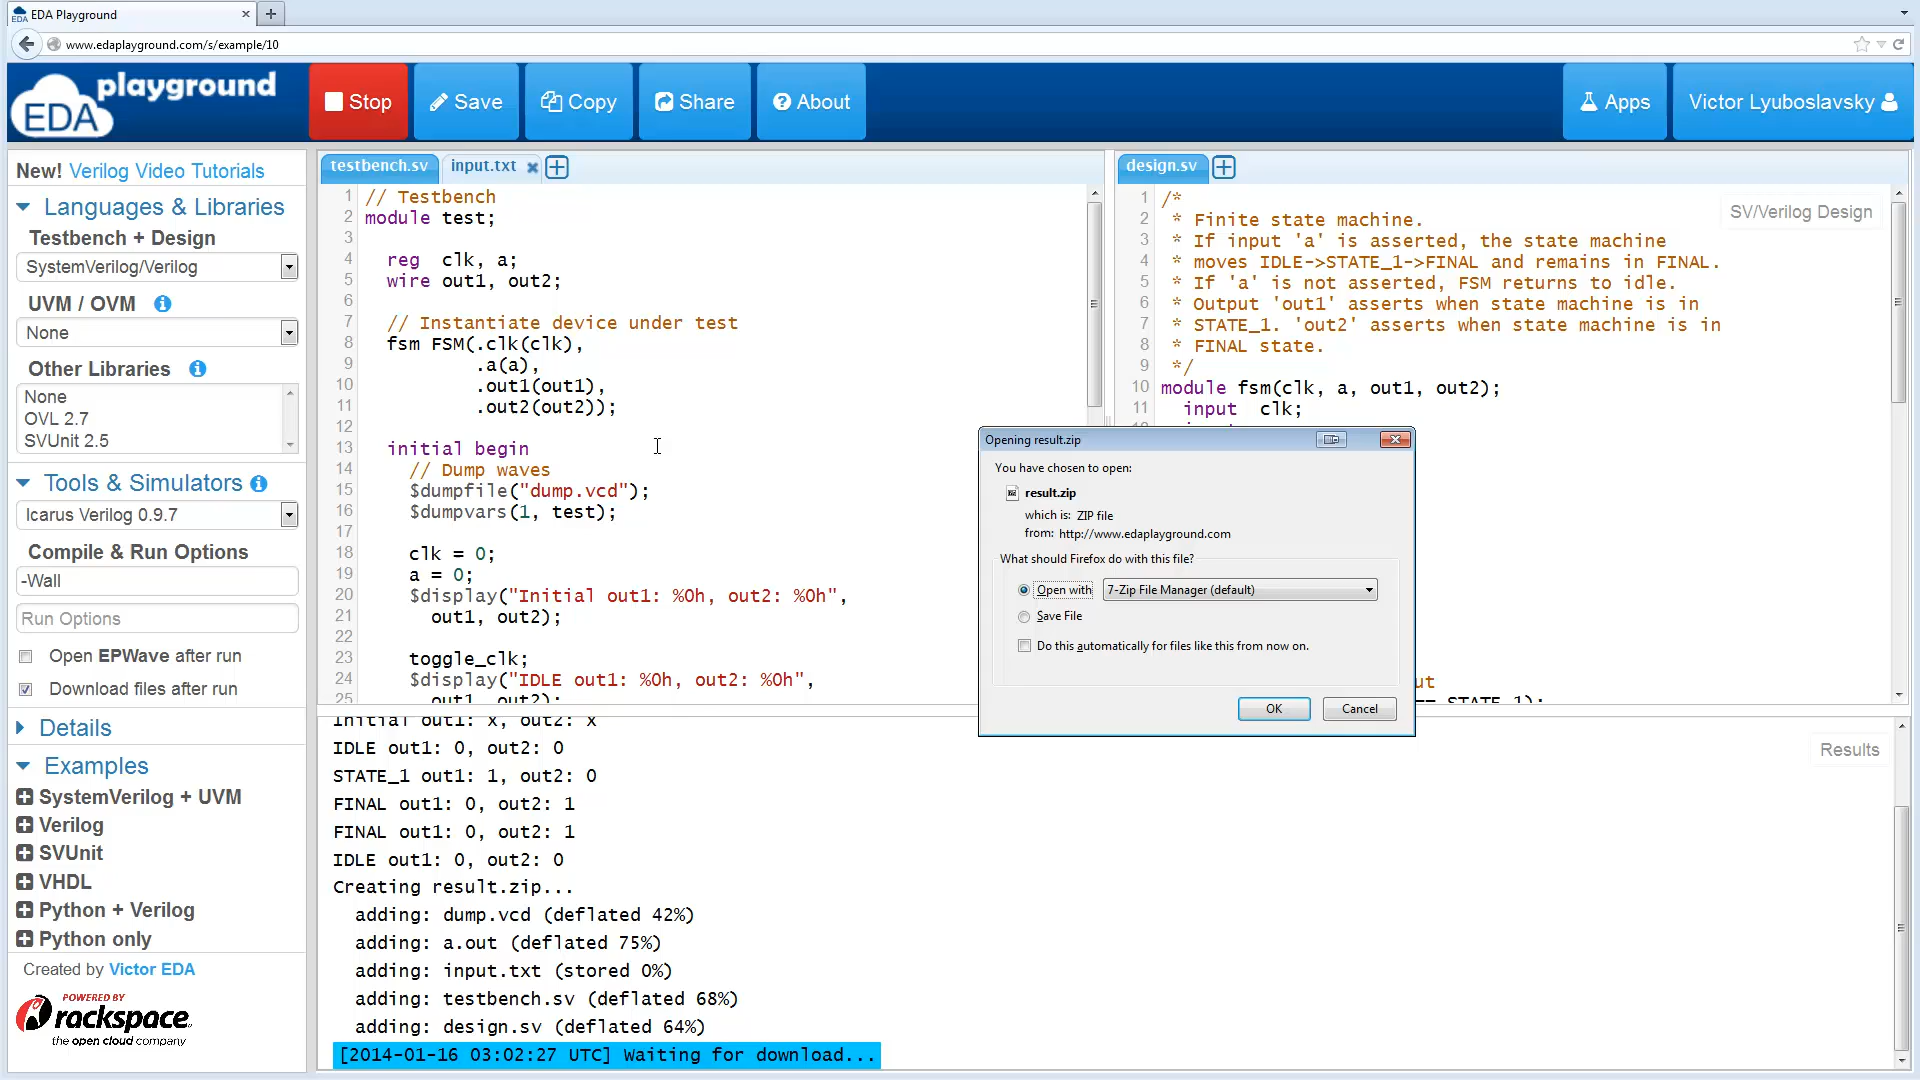 EDA Playground
www.edaplayground.com/s/example/10
EDA playground
Stop
Save
Copy
Share
About
Apps
Victor Lyuboslavsky
New! Verilog Video Tutorials
Languages & Libraries
Testbench + Design
SystemVerilog/Verilog
UVM / OVM
None
Other Libraries
None
OVL 2.7
SVUnit 2.5
Tools & Simulators
Icarus Verilog 0.9.7
Compile & Run Options
-Wall
Run Options
Open EPWave after run
Download files after run
Details
Examples
SystemVerilog + UVM
Verilog
SVUnit
VHDL
Python + Verilog
Python only
Created by Victor EDA
POWERED BY
rackspace
the open cloud company
testbench.sv
input.txt
1 // Testbench
2 module test;
3
4 reg clk, a;
5 wire out1, out2;
6
7 // Instantiate device under test
8 fsm FSM(.clk(clk),
9 .a(a),
10 .out1(out1),
11 .out2(out2));
12
13 initial begin
14 // Dump waves
15 $dumpfile("dump.vcd");
16 $dumpvars(1, test);
17
18 clk = 0;
19 a = 0;
20 $display("Initial out1: %0h, out2: %0h",
21 out1, out2);
22
23 toggle_clk;
24 $display("IDLE out1: %0h, out2: %0h",
25 out1, out2);
design.sv
SV/Verilog Design
1 /*
2 * Finite state machine.
3 * If input 'a' is asserted, the state machine
4 * moves IDLE->STATE_1->FINAL and remains in FINAL.
5 * If 'a' is not asserted, FSM returns to idle.
6 * Output 'out1' asserts when state machine is in
7 * STATE_1. 'out2' asserts when state machine is in
8 * FINAL state.
9 */
10 module fsm(clk, a, out1, out2);
11 input clk;
ut
== STATE_1);
Opening result.zip
You have chosen to open:
result.zip
which is: ZIP file
from: http://www.edaplayground.com
What should Firefox do with this file?
Open with
7-Zip File Manager (default)
Save File
Do this automatically for files like this from now on.
OK
Cancel
Results
Initial out1: x, out2: x
IDLE out1: 0, out2: 0
STATE_1 out1: 1, out2: 0
FINAL out1: 0, out2: 1
FINAL out1: 0, out2: 1
IDLE out1: 0, out2: 0
Creating result.zip...
adding: dump.vcd (deflated 42%)
adding: a.out (deflated 75%)
adding: input.txt (stored 0%)
adding: testbench.sv (deflated 68%)
adding: design.sv (deflated 64%)
[2014-01-16 03:02:27 UTC] Waiting for download...